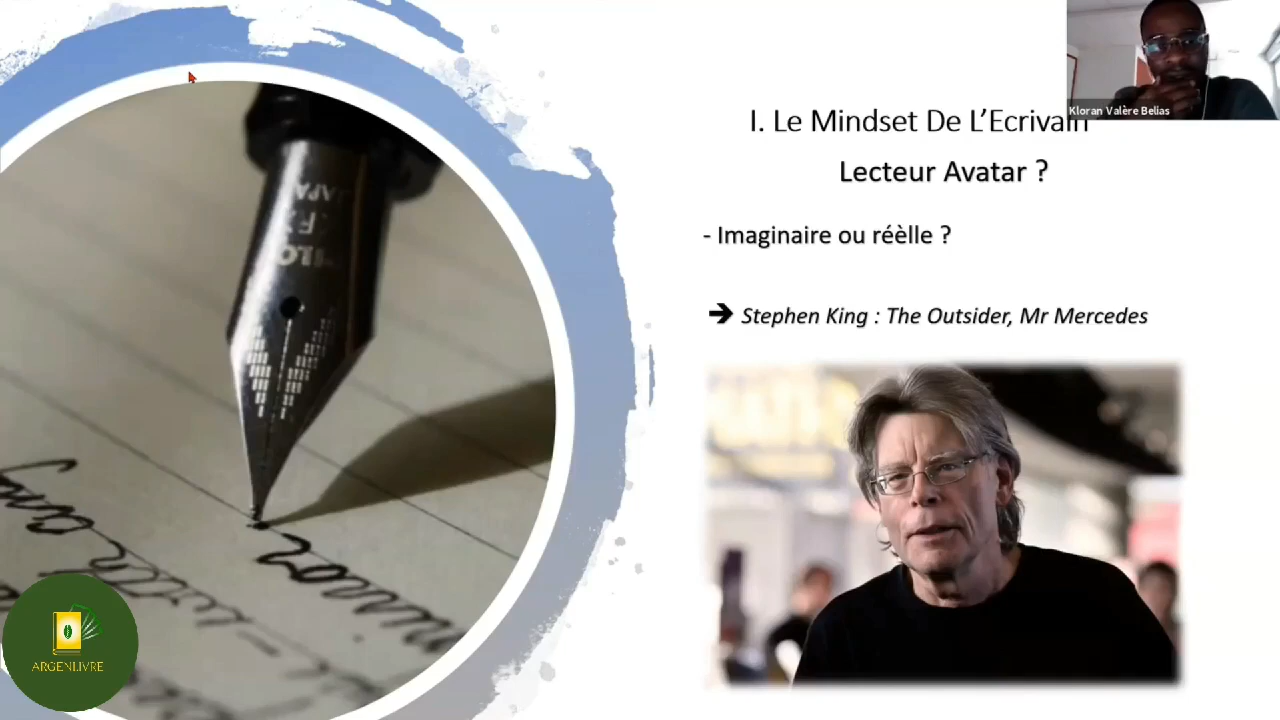 Kloran Valère Belias
I. Le Mindset De L’Ecrivain
Lecteur Avatar ?
- Imaginaire ou réèlle ?
➔ Stephen King : The Outsider, Mr Mercedes
ARGENLIVRE